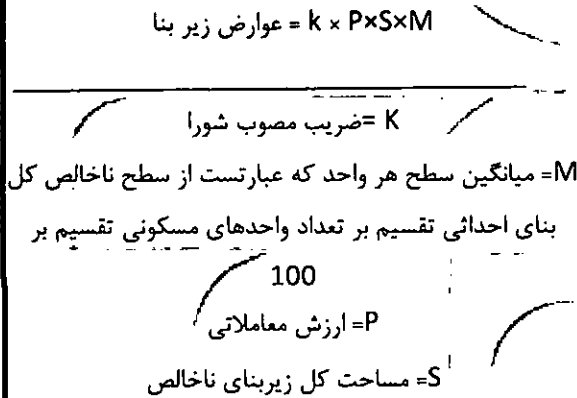 عوارض زیر بنا = k × P×S×M
K =ضریب مصوب شورا
M= میانگین سطح هر واحد که عبارتست از سطح ناخالص کل
بنای احداثی تقسیم بر تعداد واحدهای مسکونی تقسیم بر
100
P= ارزش معاملاتی
S= مساحت کل زیربنای ناخالص